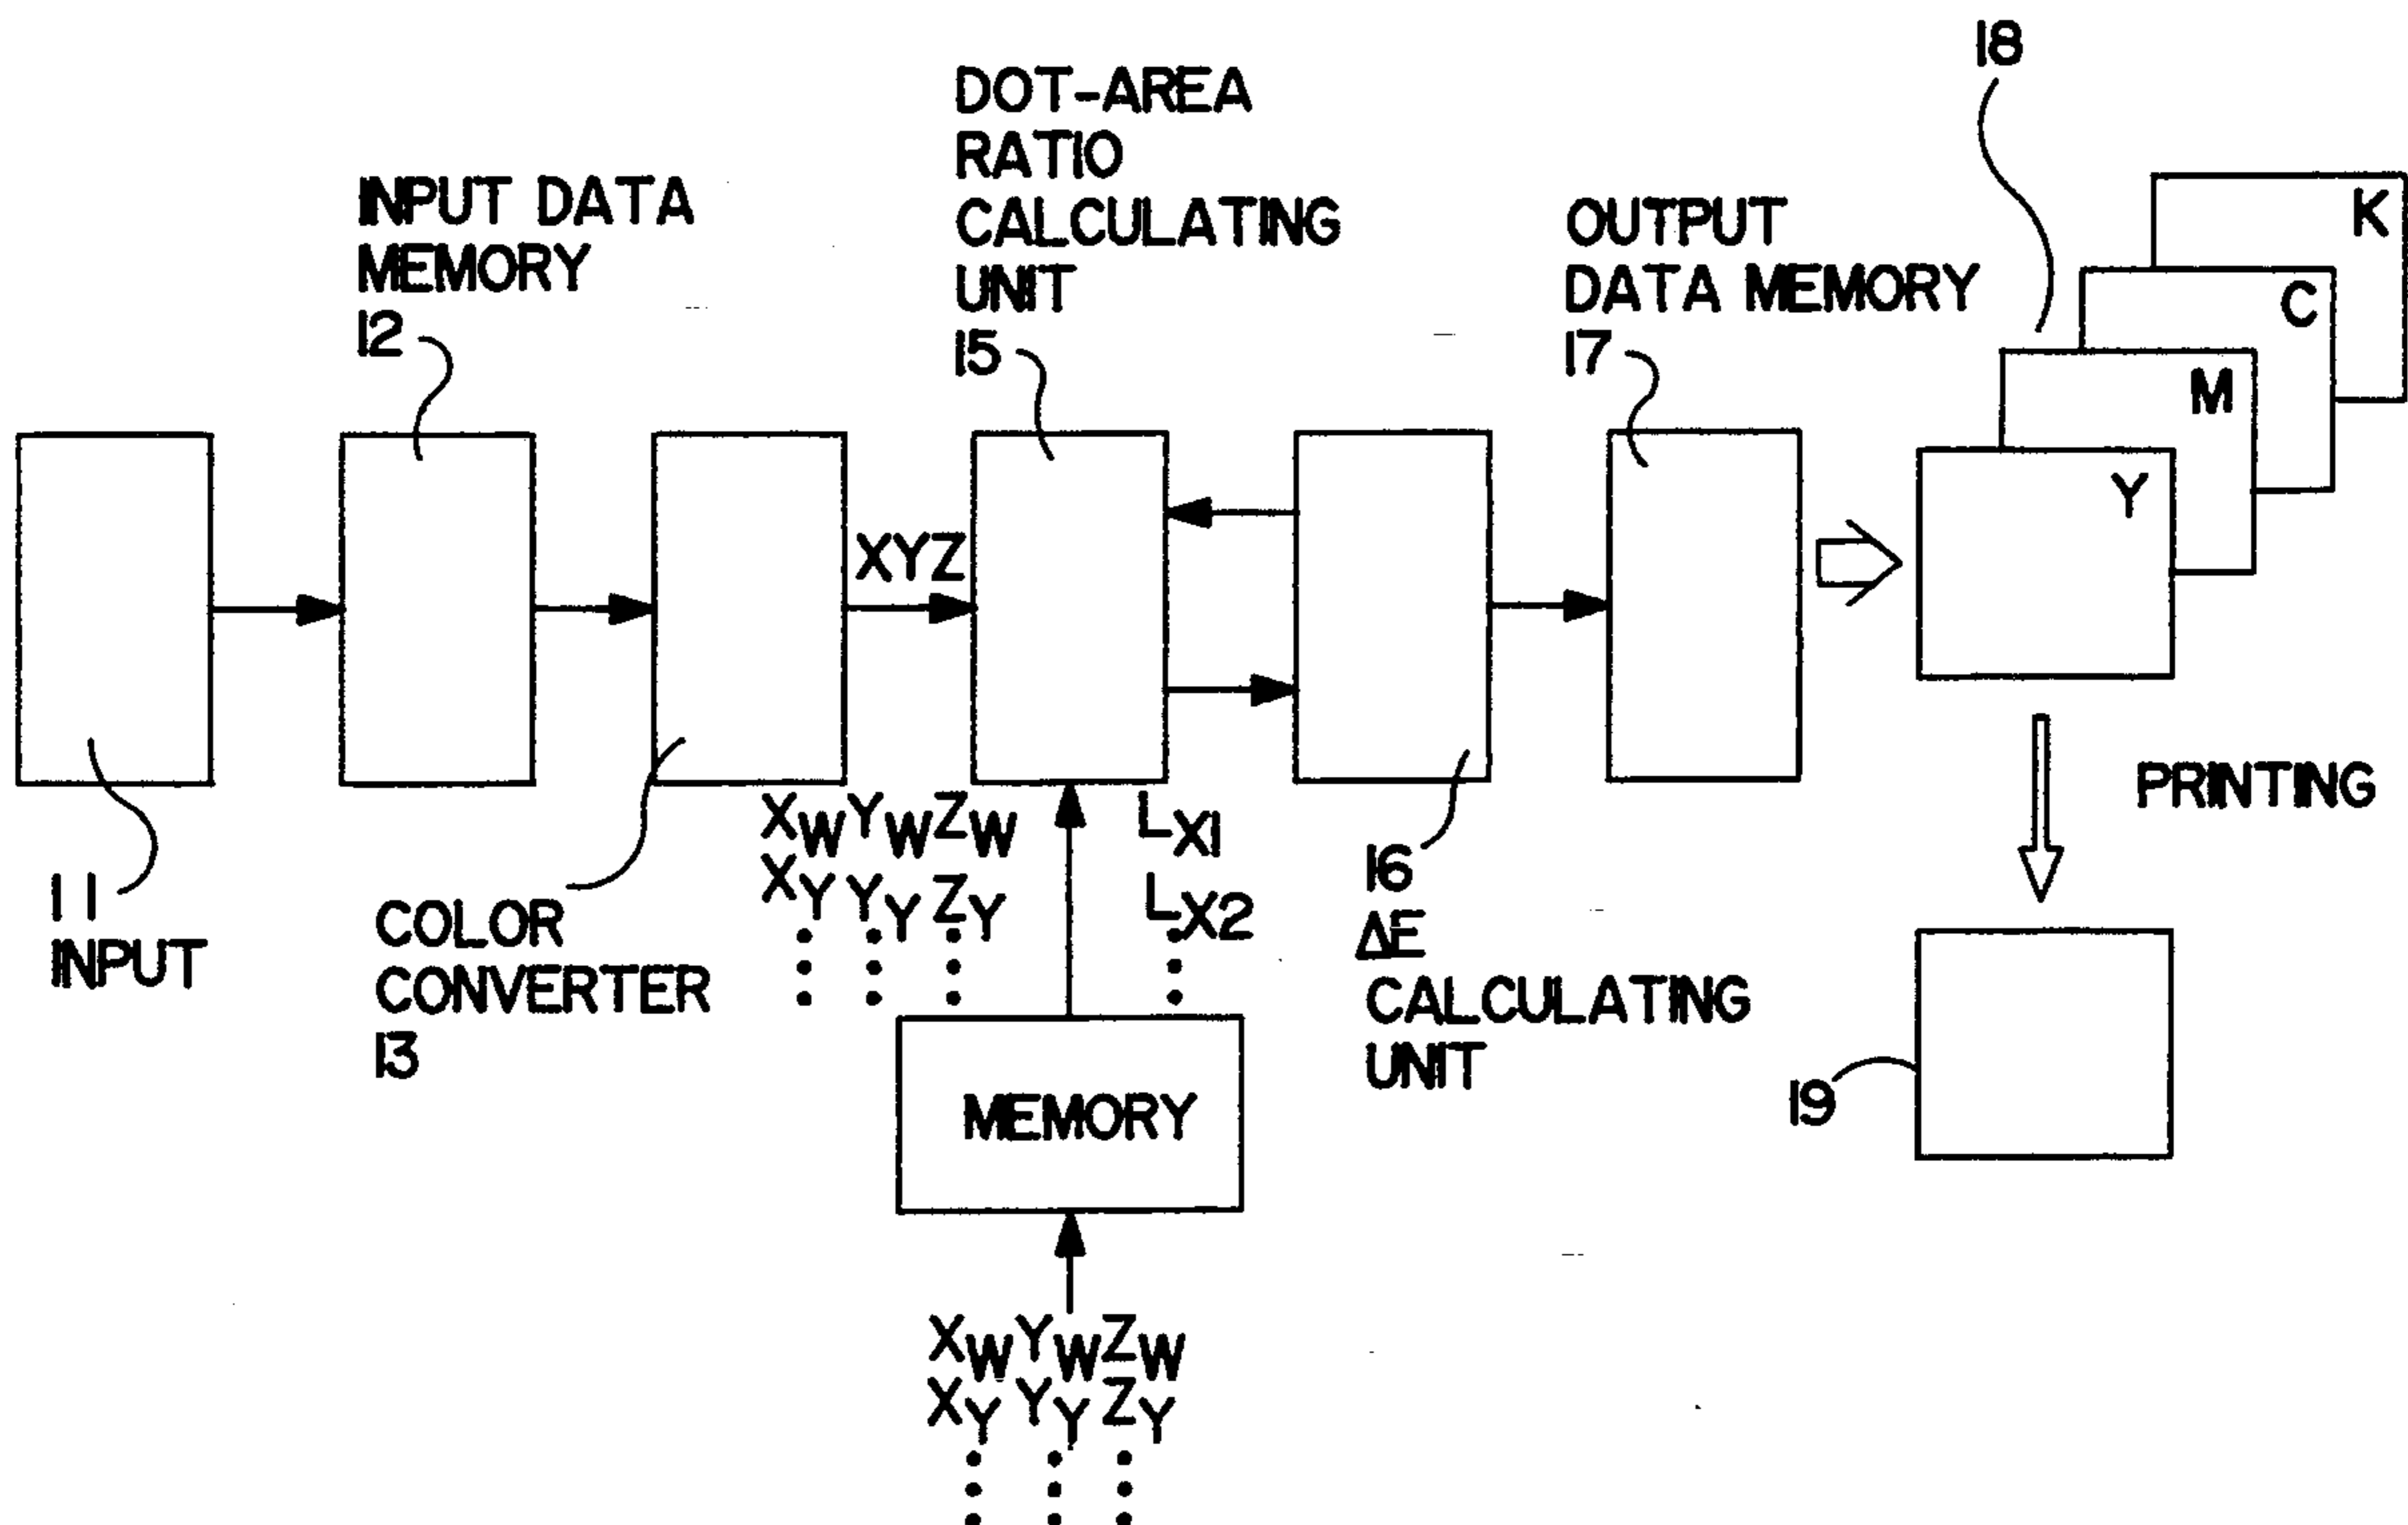 18
DOT-AREA
RATIO
CALCULATING
UNIT
15
INPUT DATA
MEMORY
12
OUTPUT
DATA MEMORY
17
K
C
M
Y
XYZ
PRINTING
11
INPUT
COLOR
CONVERTER
13
XWYWZW
XYYYZY
LX1
LX2
16
ΔE
CALCULATING
UNIT
19
MEMORY
XWYWZW
XYYYZY